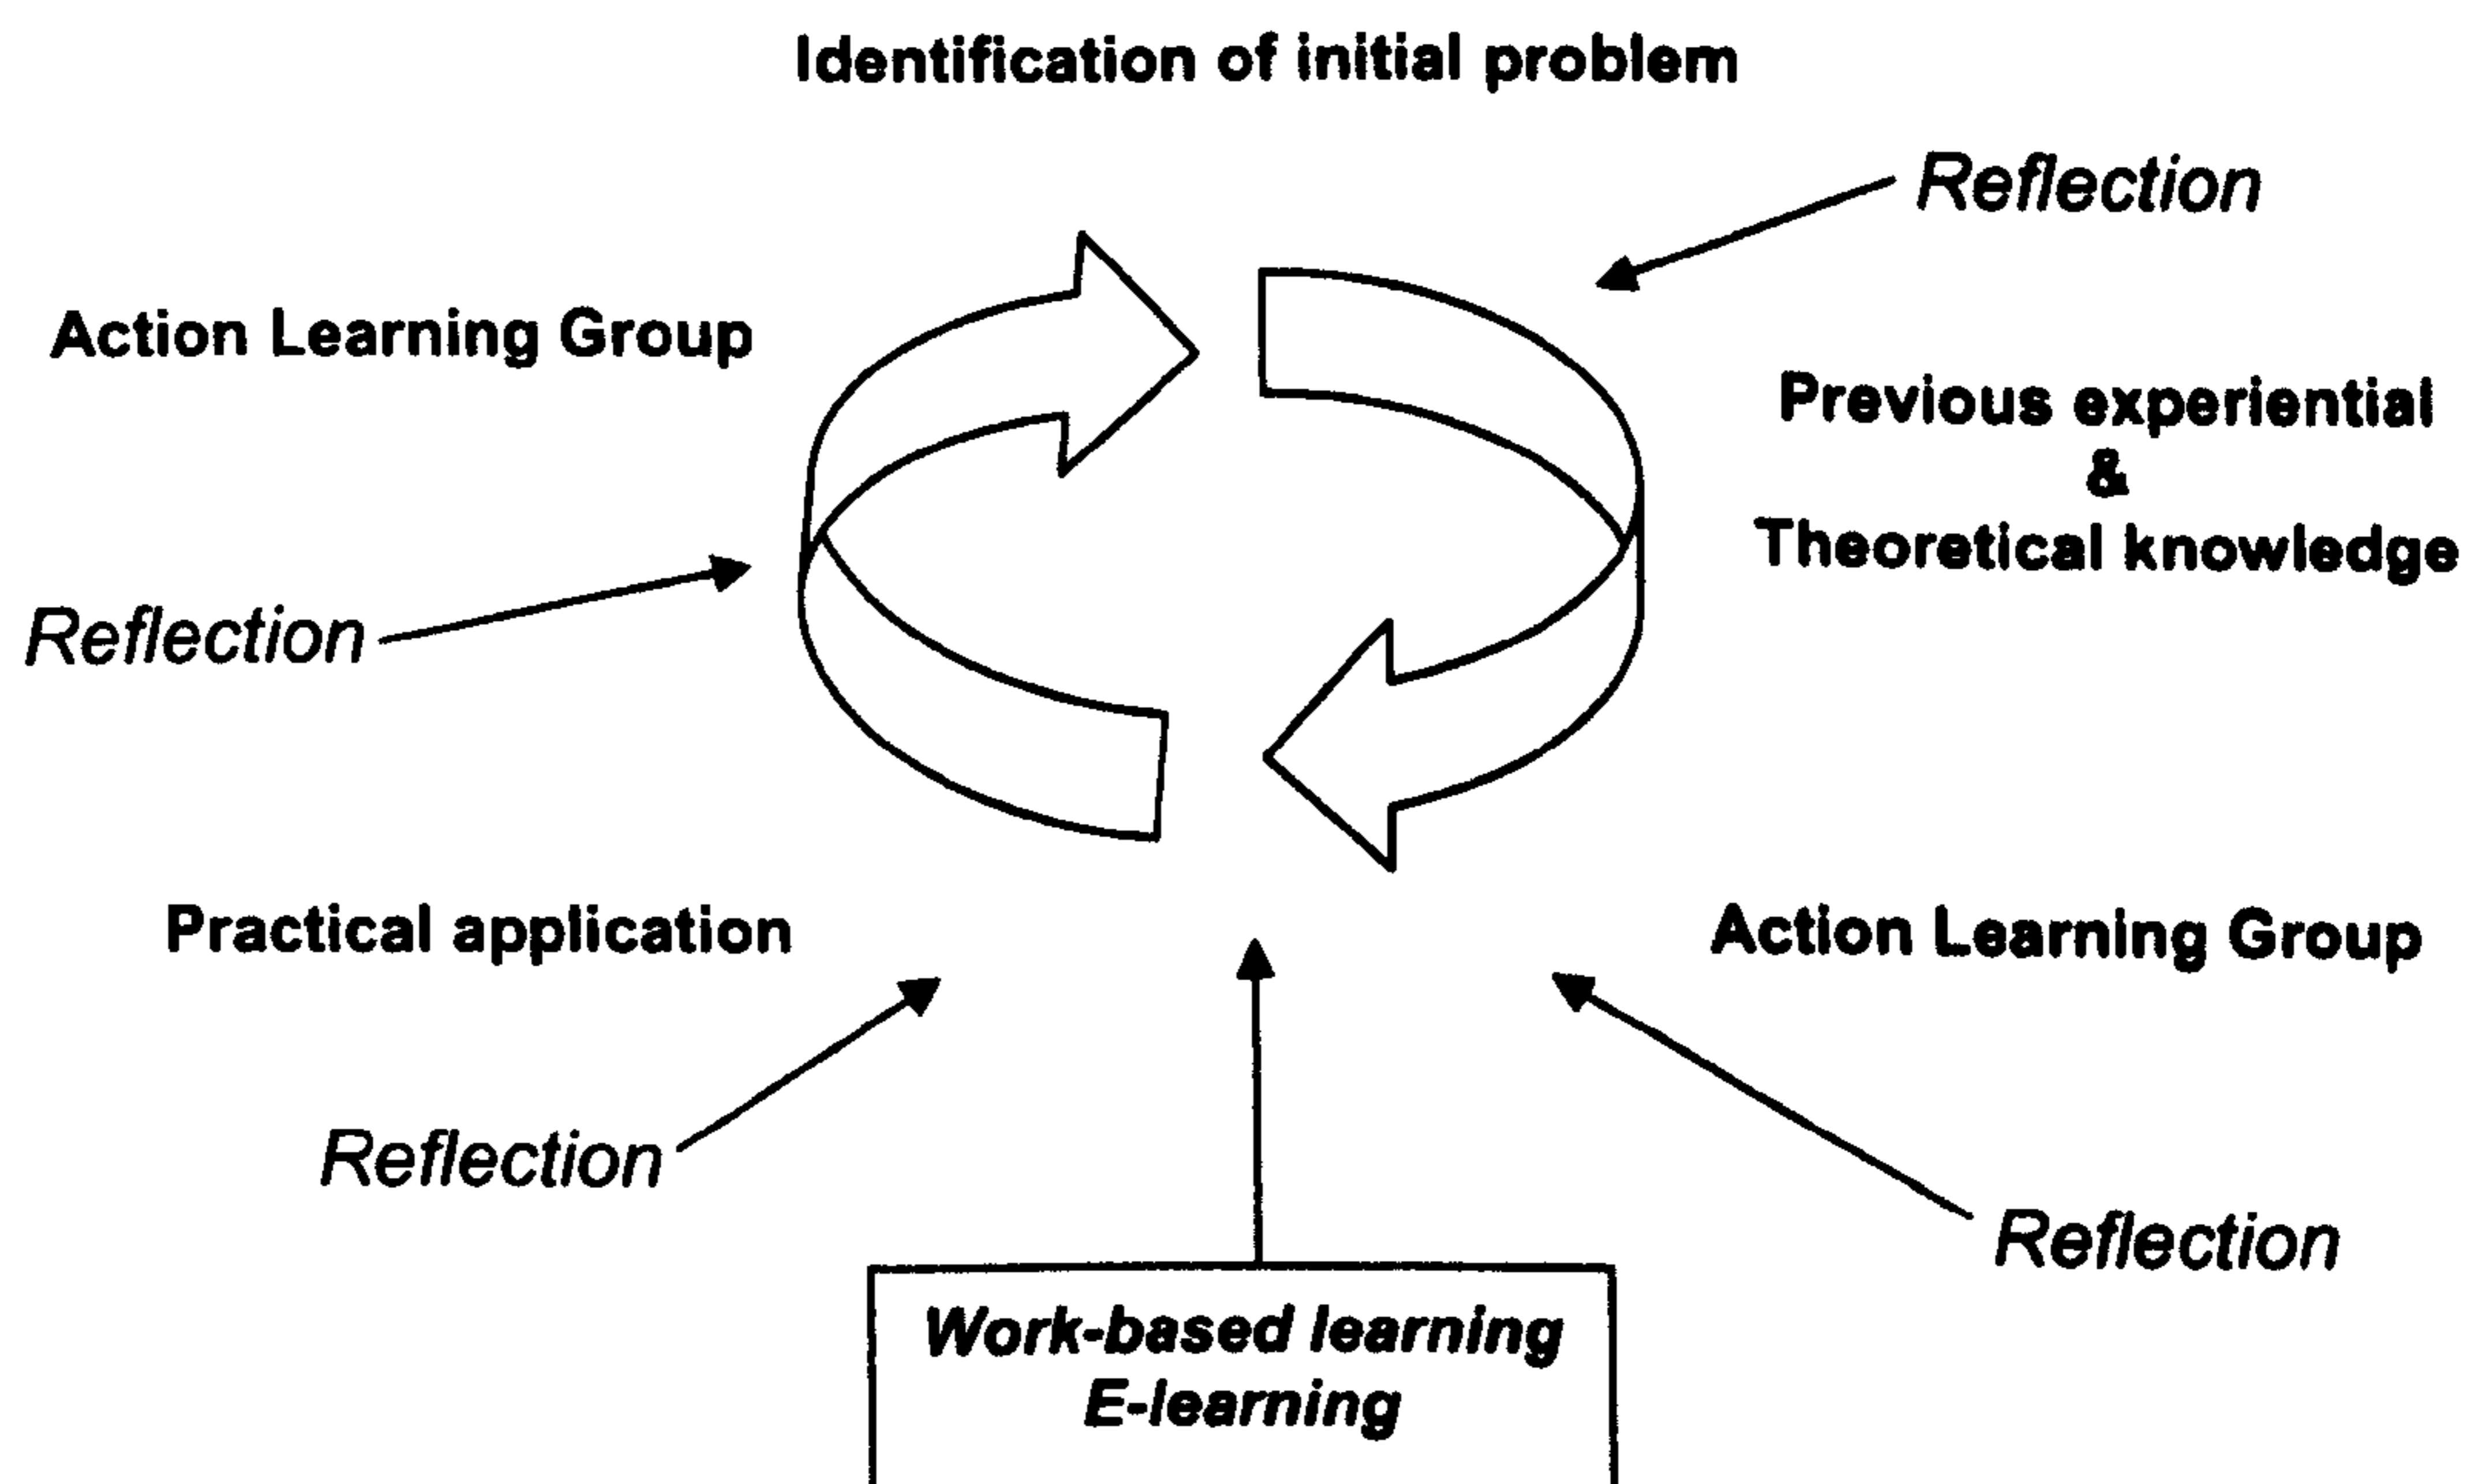 Identification of initial problem
Reflection
Action Learning Group
Previous experiential
&
Theoretical knowledge
Reflection
Practical application
Action Learning Group
Reflection
Reflection
Work-based learning
E-learning